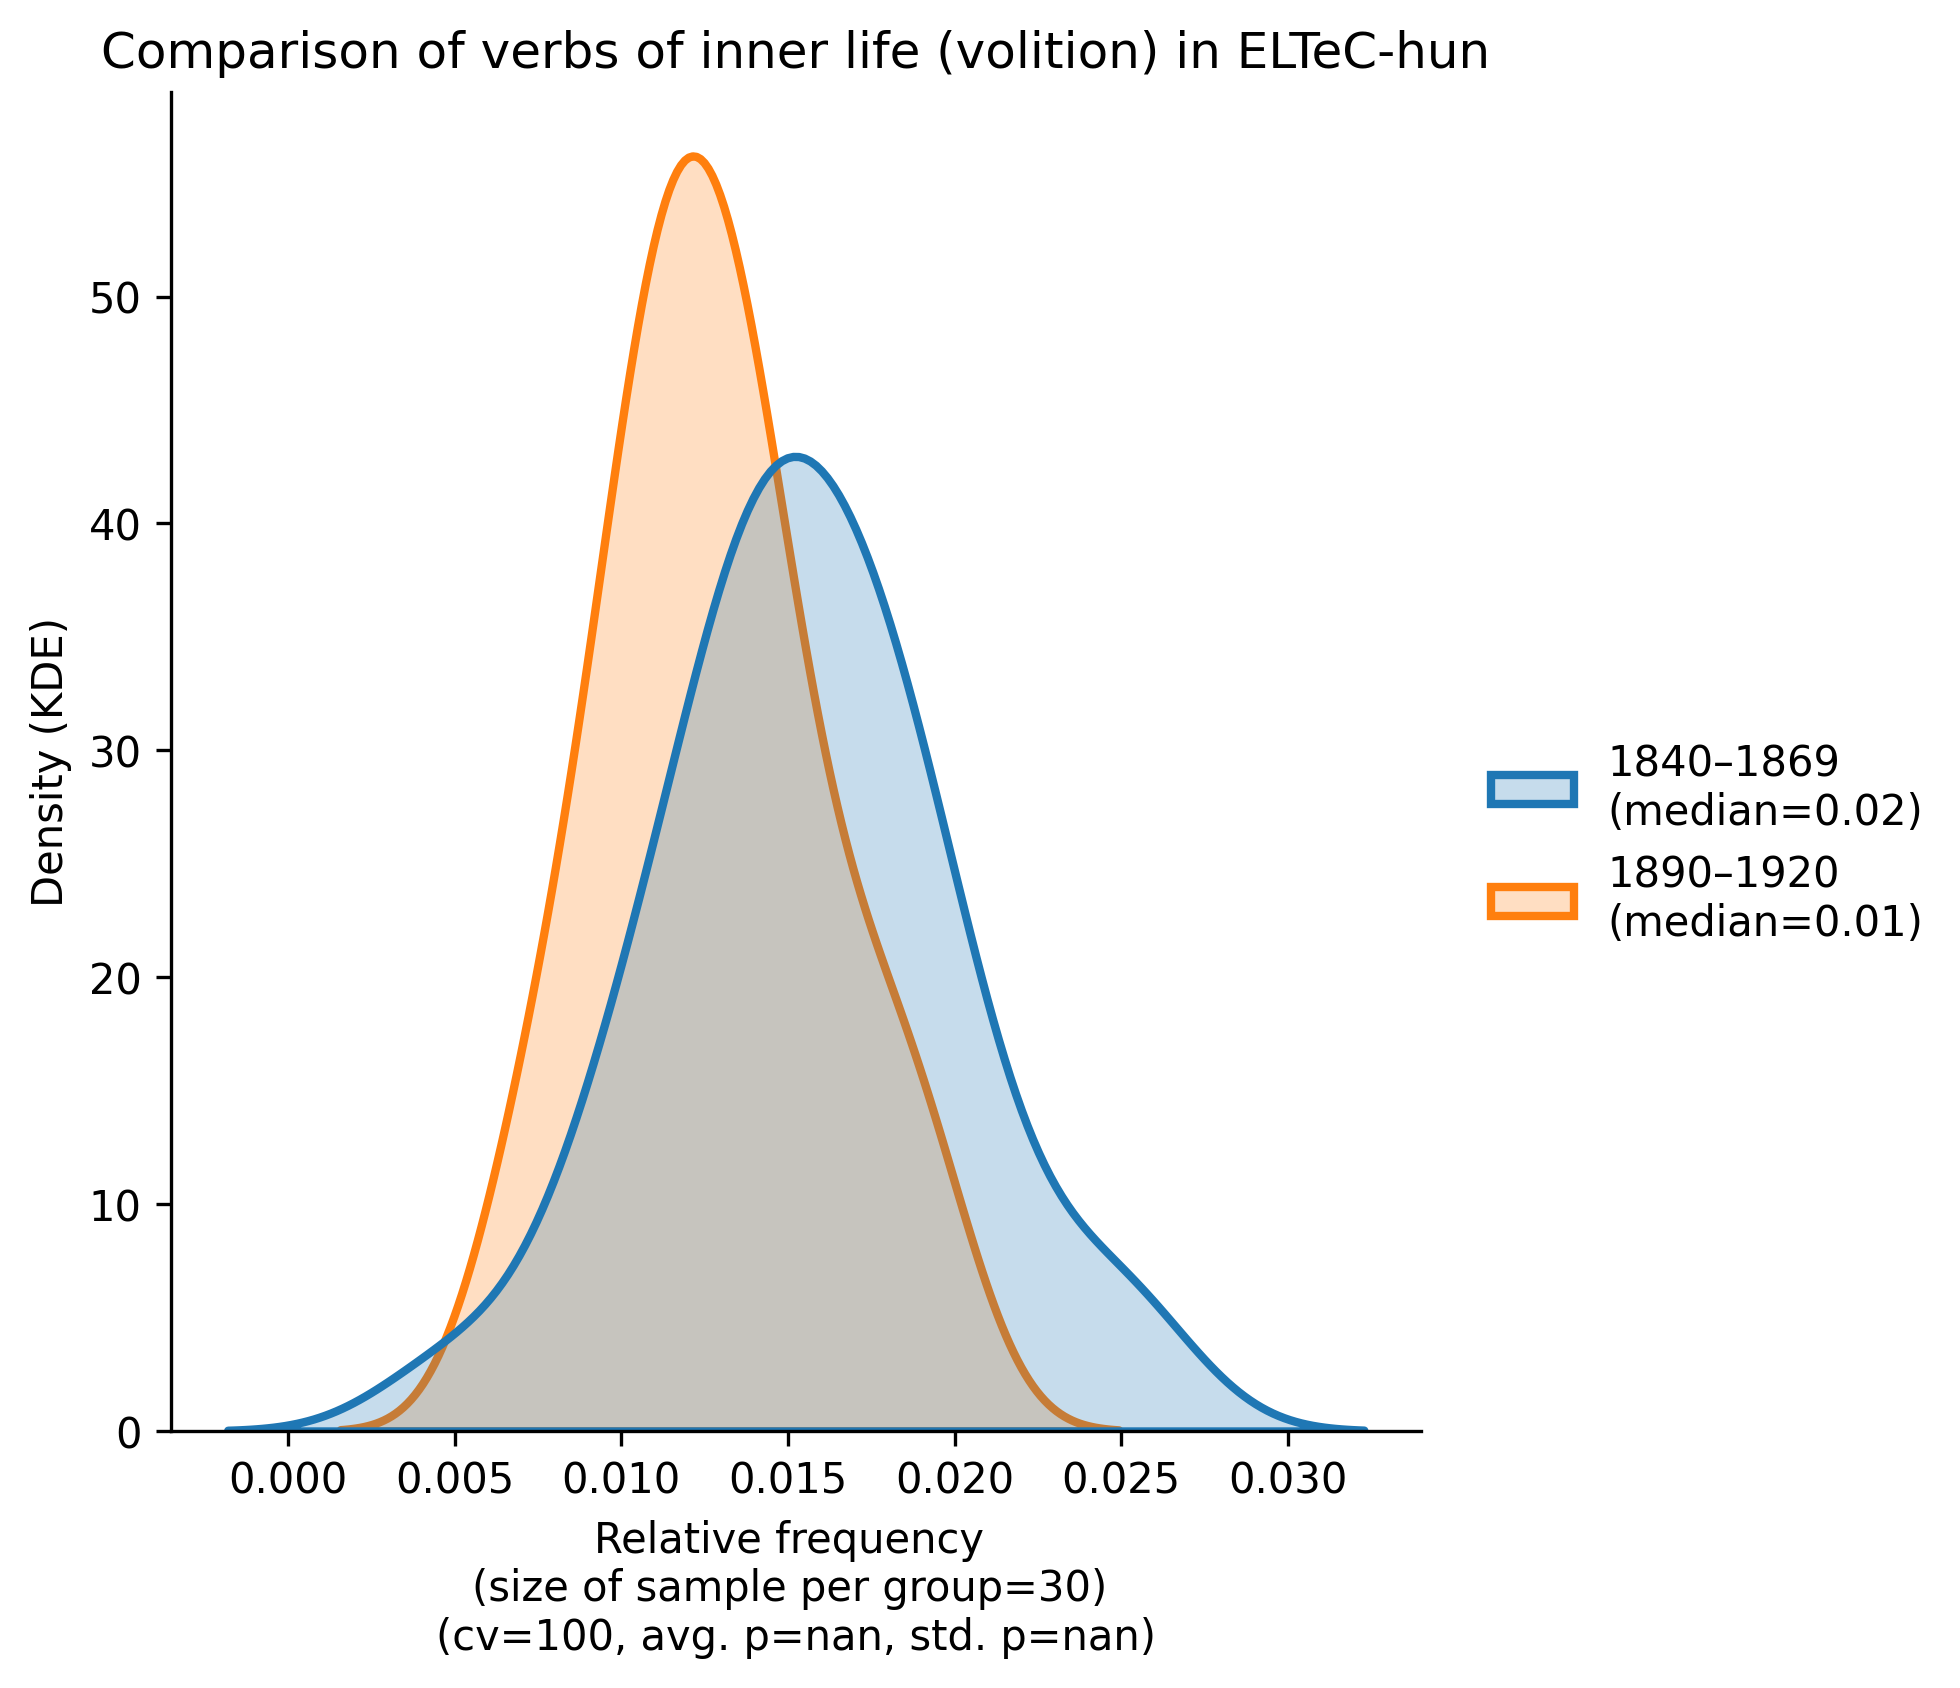 Comparison of verbs of inner life (volition) in ELTeC-hun
Density (KDE)
50
40
30
20
10
0
0.000 0.005 0.010 0.015 0.020 0.025 0.030
Relative frequency
(size of sample per group=30)
(cv=100, avg. p=nan, std. p=nan)
1840–1869
(median=0.02)
1890–1920
(median=0.01)